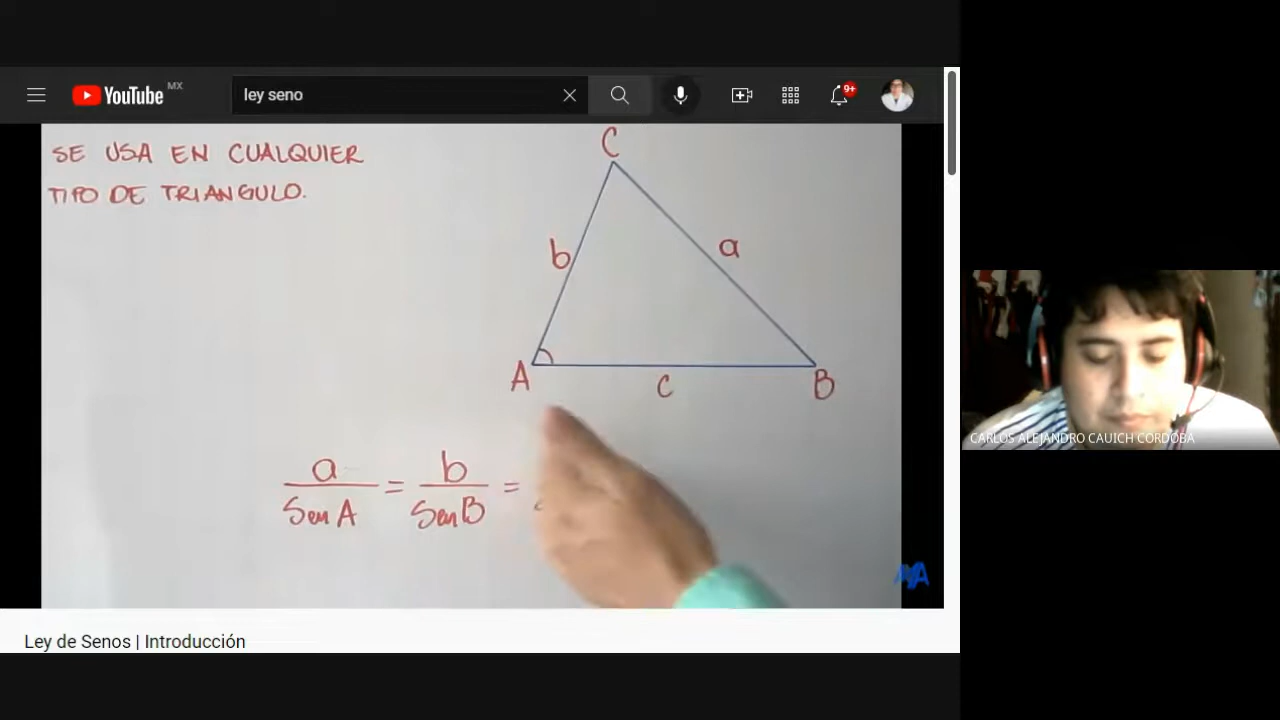 YouTube MX
ley seno
9+
SE USA EN CUALQUIER
TIPO DE TRIANGULO.
C
b
a
A
c
B
a
b
=
=
Sen A
Sen B
CARLOS ALEJANDRO CAUICH CORDOBA
Ley de Senos | Introducción